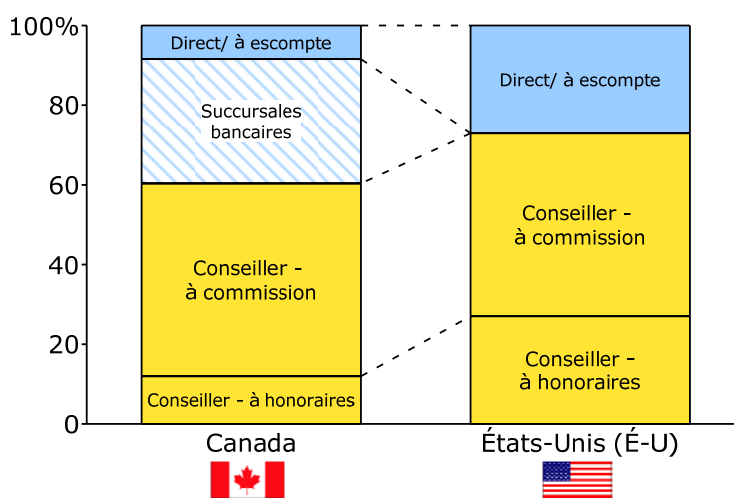 100%
80
60
40
20
0
Direct/ à escompte
Succursales
bancaires
Conseiller -
à commission
Conseiller - à honoraires
Direct/ à escompte
Conseiller -
à commission
Conseiller -
à honoraires
Canada
États-Unis (É-U)